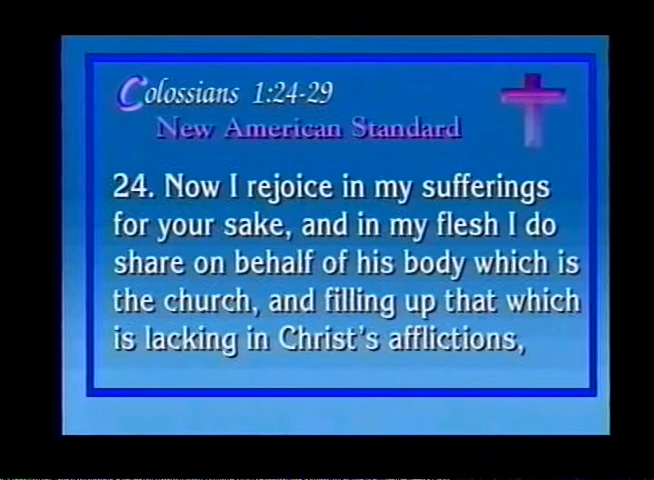 Colossians 1:24-29
New American Standard
24. Now I rejoice in my sufferings
for your sake, and in my flesh I do
share on behalf of his body which is
the church, and filling up that which
is lacking in Christ's afflictions,